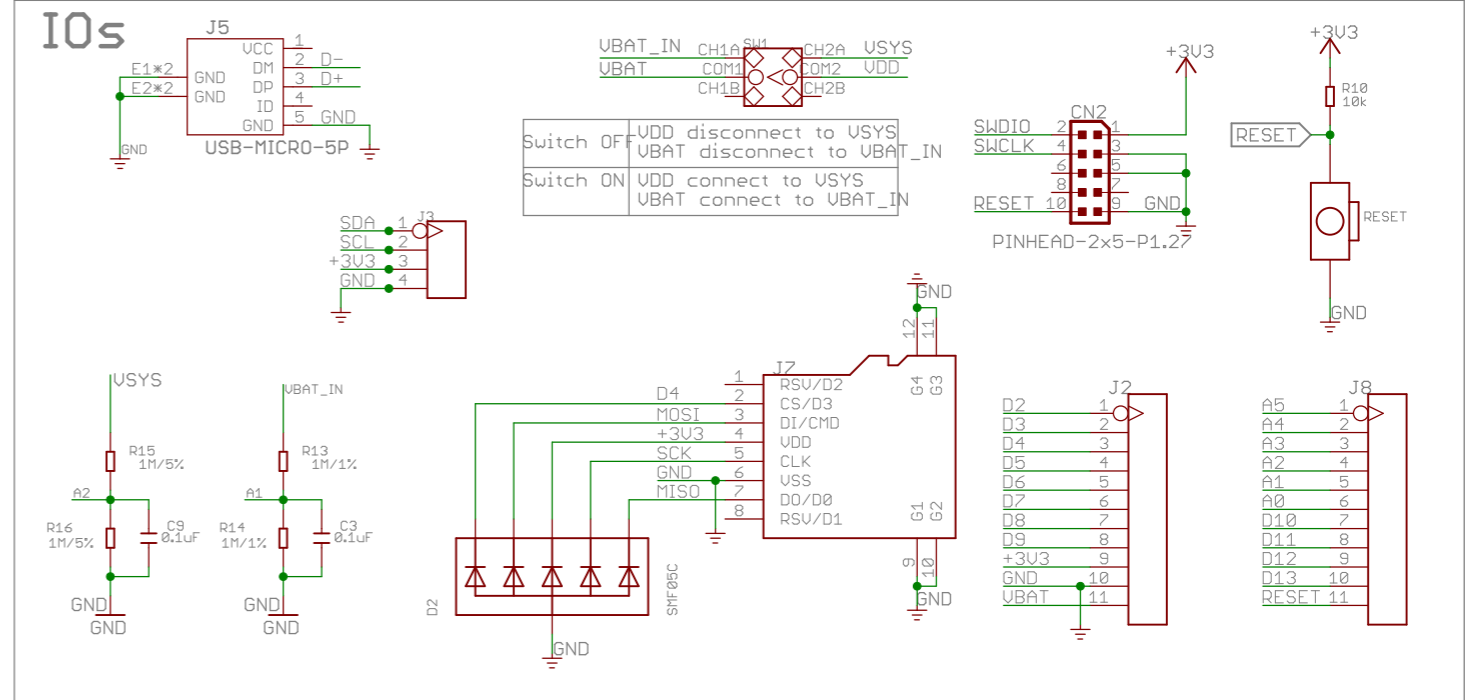 IOs
J5
VCC 1
DM 2 D-
DP 3 D+
ID 4
GND 5 GND
E1*2 GND
E2*2 GND
GND
USB-MICRO-5P
SW1
VBAT_IN CH1A CH2A VSYS
VBAT COM1 COM2 VDD
CH1B CH2B
Switch OFF VDD disconnect to VSYS
VBAT disconnect to VBAT_IN
Switch ON VDD connect to VSYS
VBAT connect to VBAT_IN
+3V3
CN2
SWDIO 2 1
SWCLK 4 3
6 5
8 7
RESET 10 9 GND
PINHEAD-2x5-P1.27
+3V3
R10
10k
RESET
RESET
GND
J3
SDA 1
SCL 2
+3V3 3
GND 4
VSYS
R15
1M/5%
A2
R16
1M/5%
C9
0.1uF
GND
GND
VBAT_IN
R13
1M/1%
A1
R14
1M/1%
C3
0.1uF
GND
GND
GND
12 11
G4 G3
J7
1 RSV/D2
D4 2 CS/D3
MOSI 3 DI/CMD
+3V3 4 VDD
SCK 5 CLK
GND 6 VSS
MISO 7 DO/D0
8 RSV/D1
G1 G2
9 10
GND
D2
SMF05C
GND
J2
D2 1
D3 2
D4 3
D5 4
D6 5
D7 6
D8 7
D9 8
+3V3 9
GND 10
VBAT 11
J8
A5 1
A4 2
A3 3
A2 4
A1 5
A0 6
D10 7
D11 8
D12 9
D13 10
RESET 11